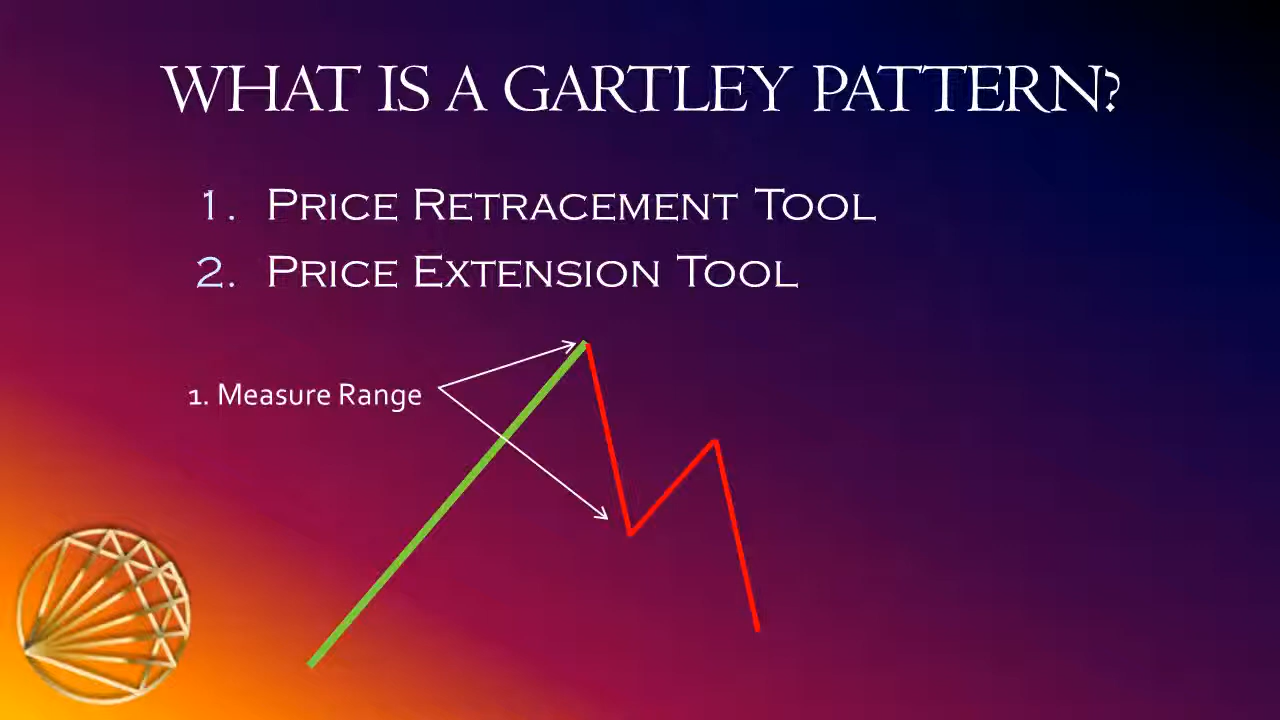 WHAT IS A GARTLEY PATTERN?
1. PRICE RETRACEMENT TOOL
2. PRICE EXTENSION TOOL
1. Measure Range